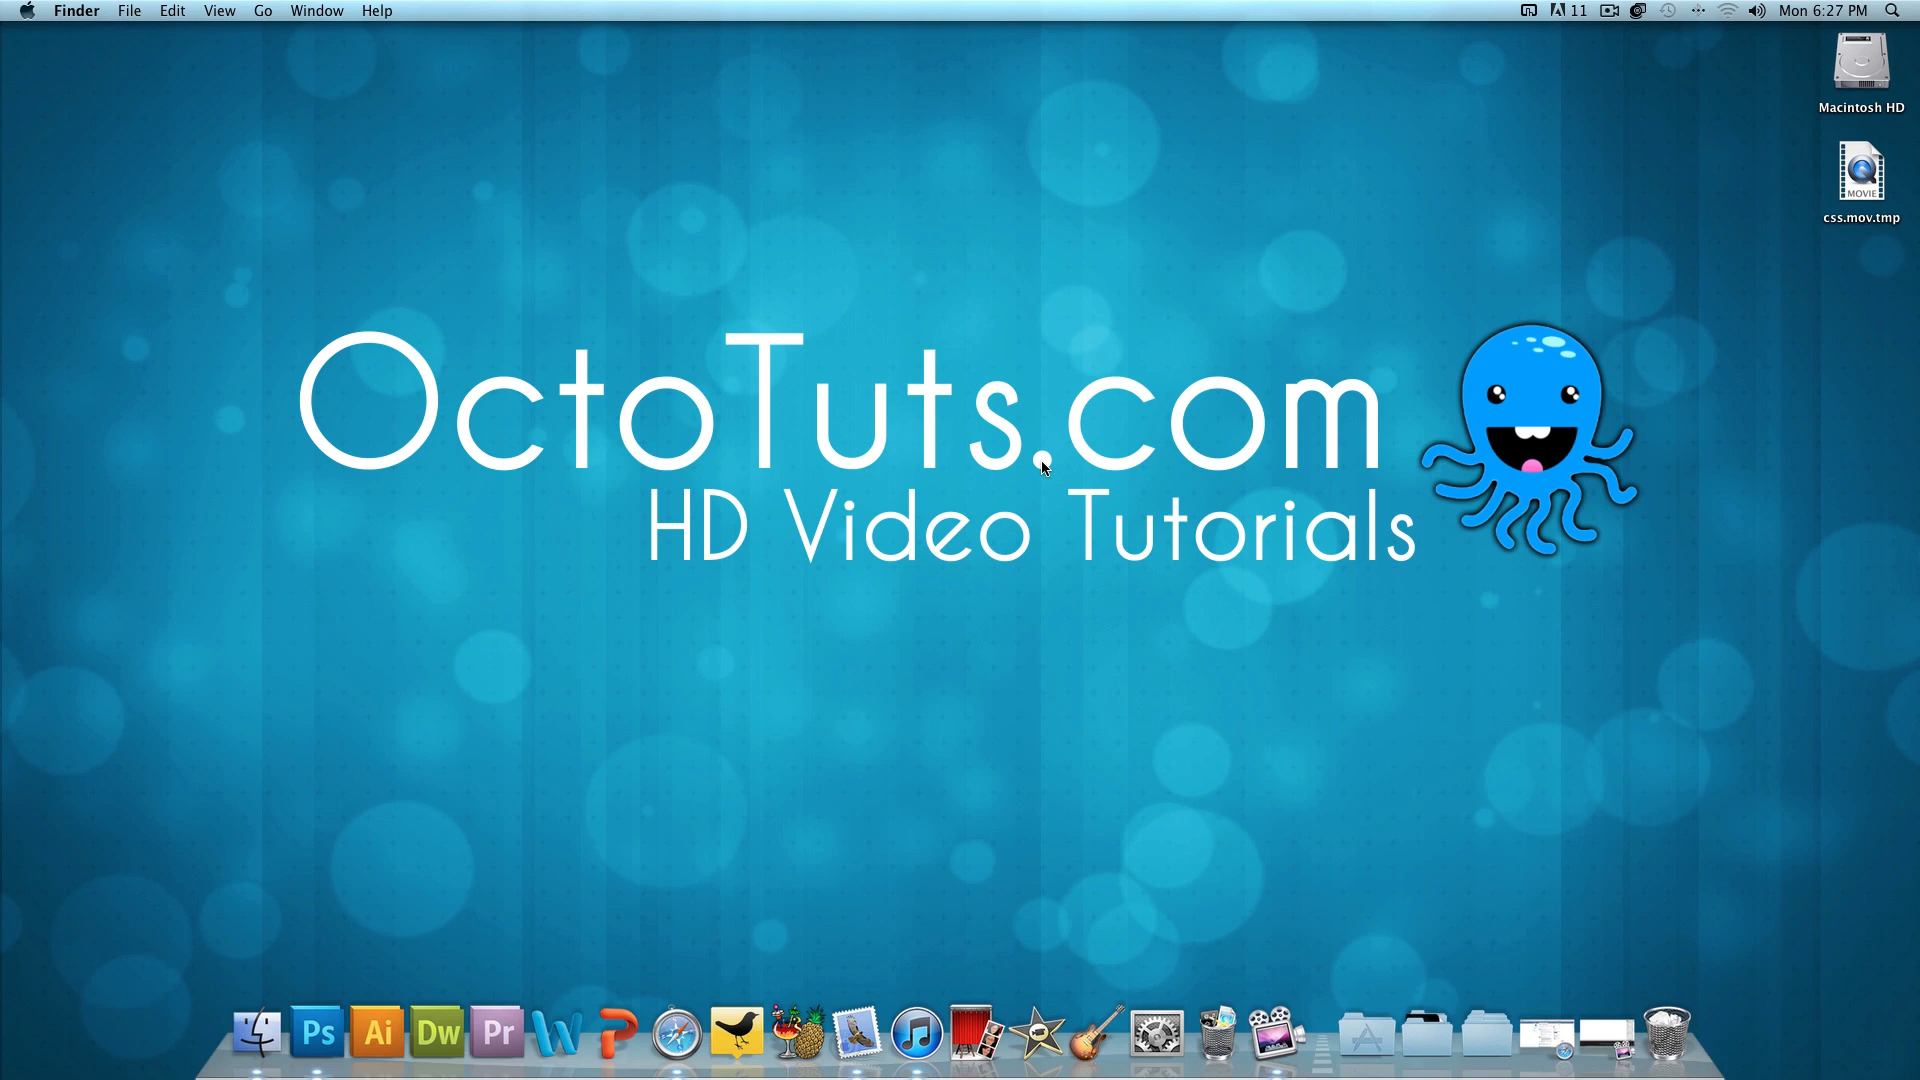 Finder File Edit View Go Window Help 11 Mon 6:27 PM
Macintosh HD
MOVIE
css.mov.tmp
OctoTuts.com
HD Video Tutorials
Ps Ai Dw Pr W P